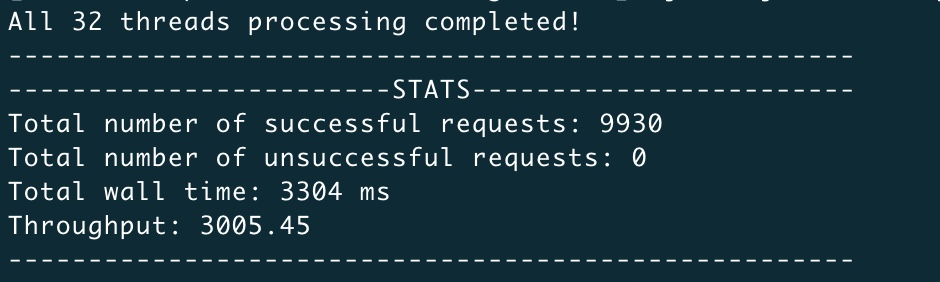 All 32 threads processing completed!
-----------------------------------------------------
------------------------STATS------------------------
Total number of successful requests: 9930
Total number of unsuccessful requests: 0
Total wall time: 3304 ms
Throughput: 3005.45
-----------------------------------------------------